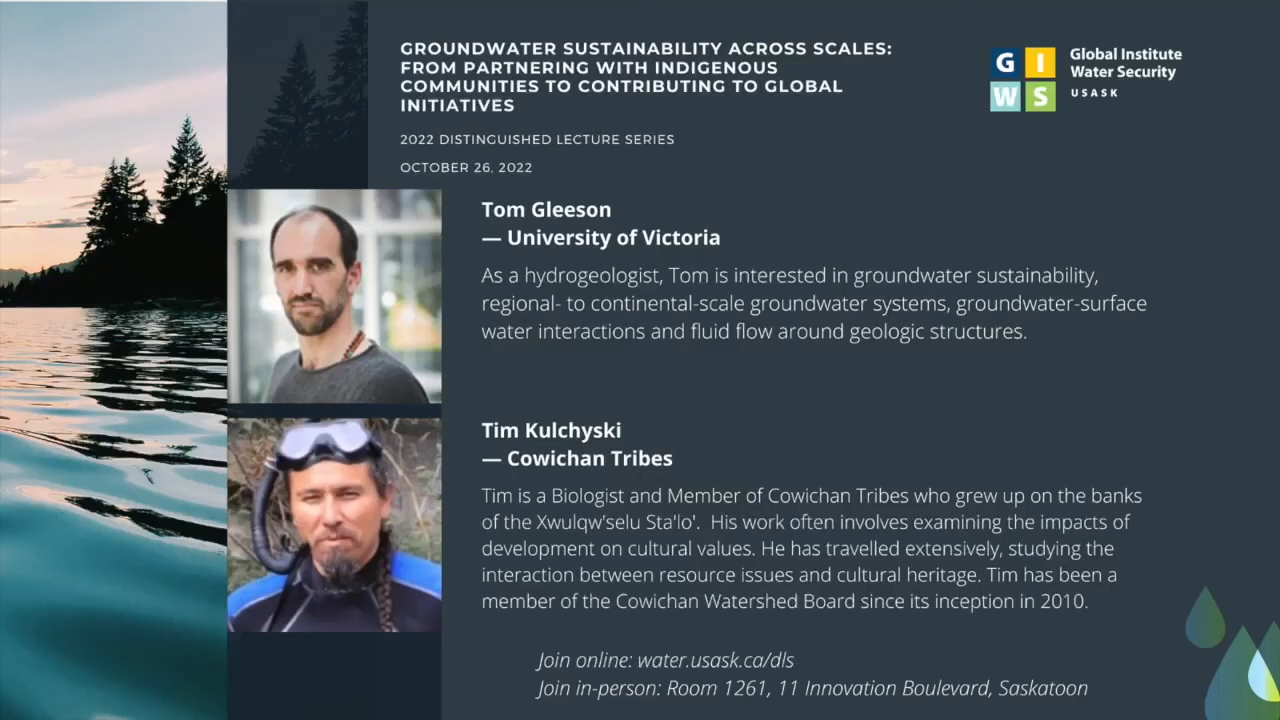 GROUNDWATER SUSTAINABILITY ACROSS SCALES:
FROM PARTNERING WITH INDIGENOUS
COMMUNITIES TO CONTRIBUTING TO GLOBAL
INITIATIVES
2022 DISTINGUISHED LECTURE SERIES
OCTOBER 26, 2022
G I
W S
Global Institute
Water Security
USASK
Tom Gleeson
— University of Victoria
As a hydrogeologist, Tom is interested in groundwater sustainability,
regional- to continental-scale groundwater systems, groundwater-surface
water interactions and fluid flow around geologic structures.
Tim Kulchyski
— Cowichan Tribes
Tim is a Biologist and Member of Cowichan Tribes who grew up on the banks
of the Xwulqw'selu Sta'lo'. His work often involves examining the impacts of
development on cultural values. He has travelled extensively, studying the
interaction between resource issues and cultural heritage. Tim has been a
member of the Cowichan Watershed Board since its inception in 2010.
Join online: water.usask.ca/dls
Join in-person: Room 1261, 11 Innovation Boulevard, Saskatoon